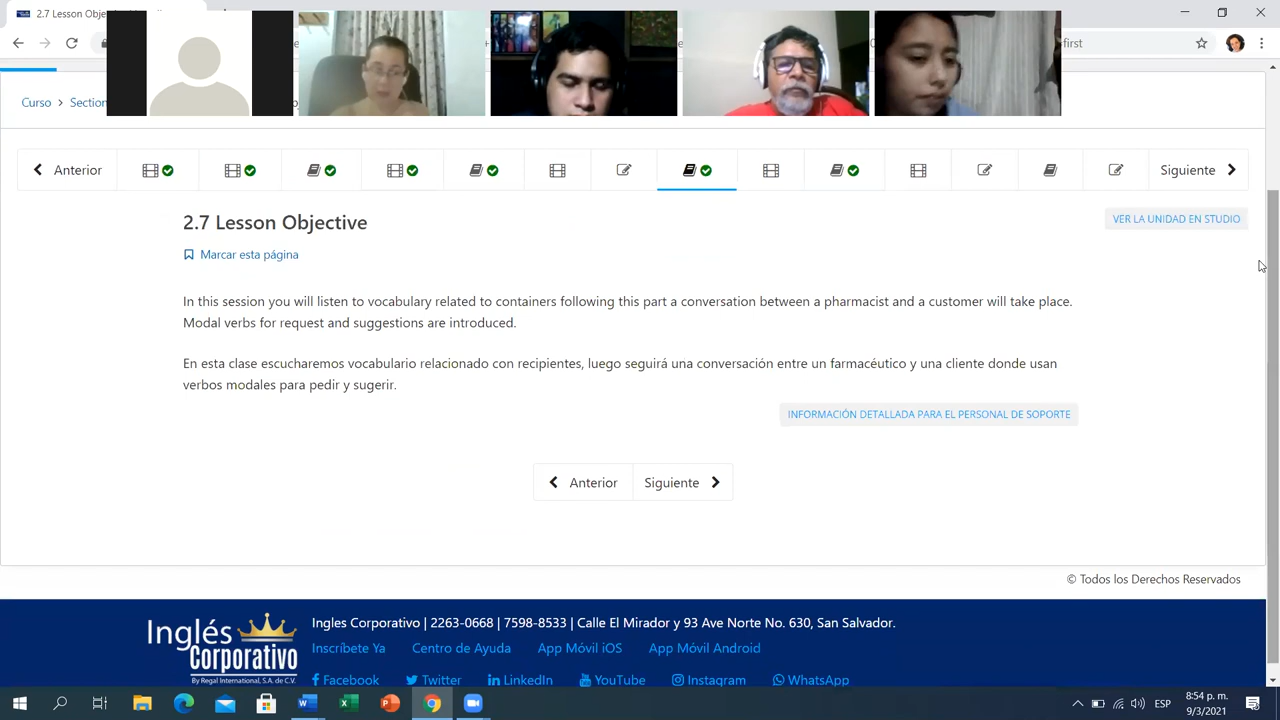 2.7 Lesson Objective
first
Curso > Section
Anterior
Siguiente
2.7 Lesson Objective
VER LA UNIDAD EN STUDIO
Marcar esta página
In this session you will listen to vocabulary related to containers following this part a conversation between a pharmacist and a customer will take place.
Modal verbs for request and suggestions are introduced.
En esta clase escucharemos vocabulario relacionado con recipientes, luego seguirá una conversación entre un farmacéutico y una cliente donde usan
verbos modales para pedir y sugerir.
INFORMACIÓN DETALLADA PARA EL PERSONAL DE SOPORTE
Anterior
Siguiente
© Todos los Derechos Reservados
Inglés
Corporativo
By Regal International, S.A. de C.V.
Ingles Corporativo | 2263-0668 | 7598-8533 | Calle El Mirador y 93 Ave Norte No. 630, San Salvador.
Inscríbete Ya
Centro de Ayuda
App Móvil iOS
App Móvil Android
Facebook
Twitter
LinkedIn
YouTube
Instagram
WhatsApp
ESP
8:54 p. m.
9/3/2021